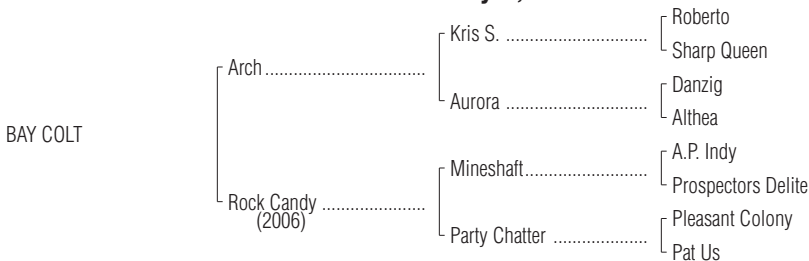 Roberto
Kris S. ................................
Sharp Queen
Arch ....................................
Danzig
Aurora ................................
Althea
BAY COLT
A.P. Indy
Mineshaft............................
Prospectors Delite
Rock Candy .......................
(2006)
Pleasant Colony
Party Chatter .....................
Pat Us